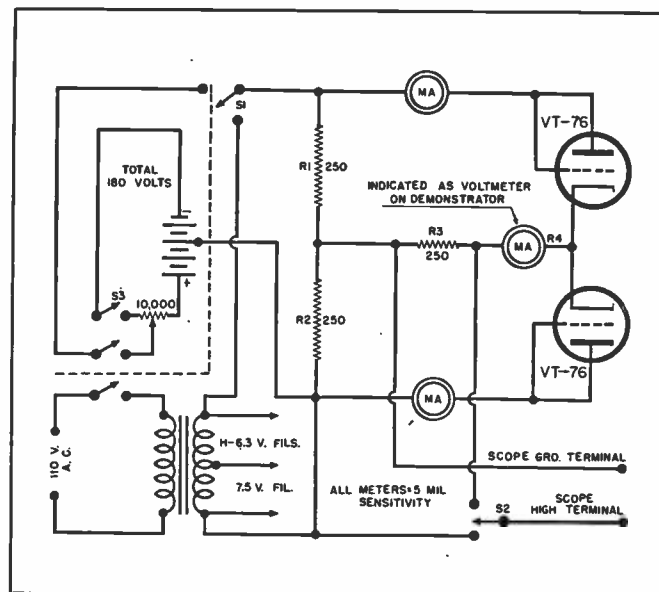 MA
S1
VT-76
TOTAL
180 VOLTS
R1 250
INDICATED AS VOLTMETER
ON DEMONSTRATOR
R3
250
MA
R4
-
+
S3
10,000
R2 250
VT-76
MA
110 V.
A.C.
H-6.3 V. FILS.
7.5 V. FIL.
ALL METERS=5 MIL
SENSITIVITY
SCOPE GRD. TERMINAL
S2
SCOPE
HIGH TERMINAL